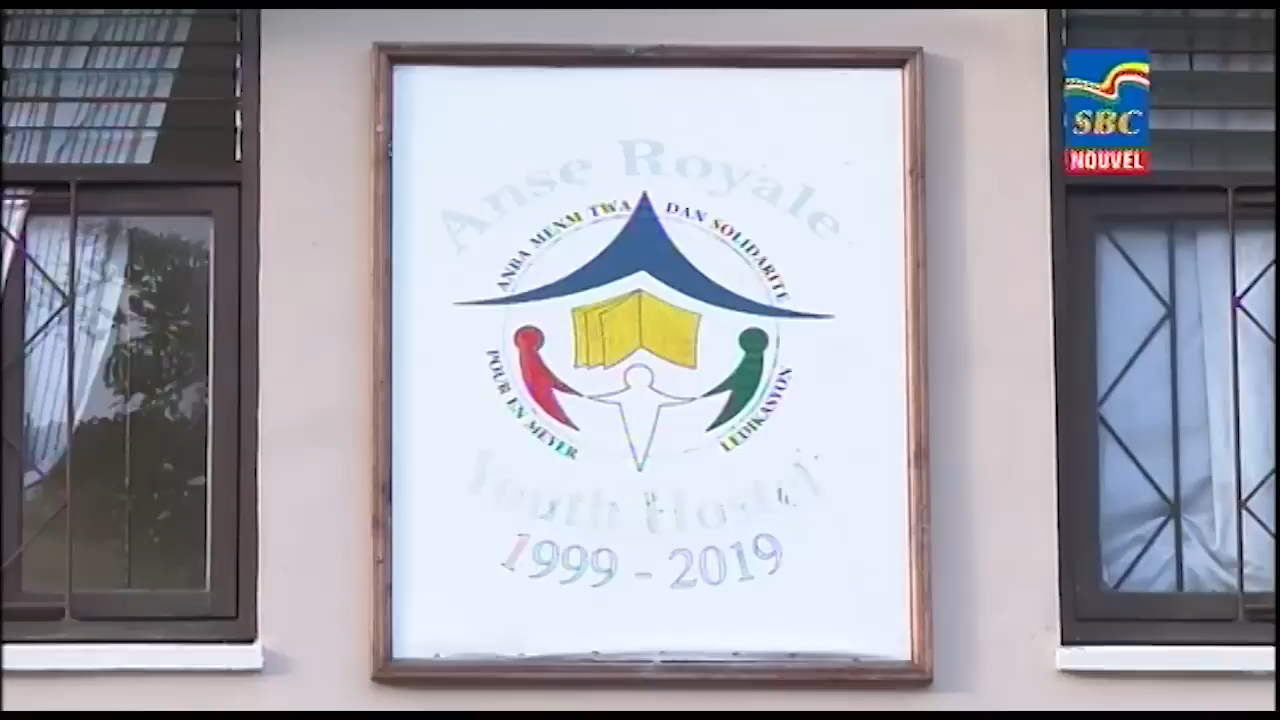 SBC
NOUVEL
Anse Royale
ANBA MENM TWA DAN SOLIDARITE
POUR EN MEYER LEDIKASYON
Youth Hostel
1999 - 2019